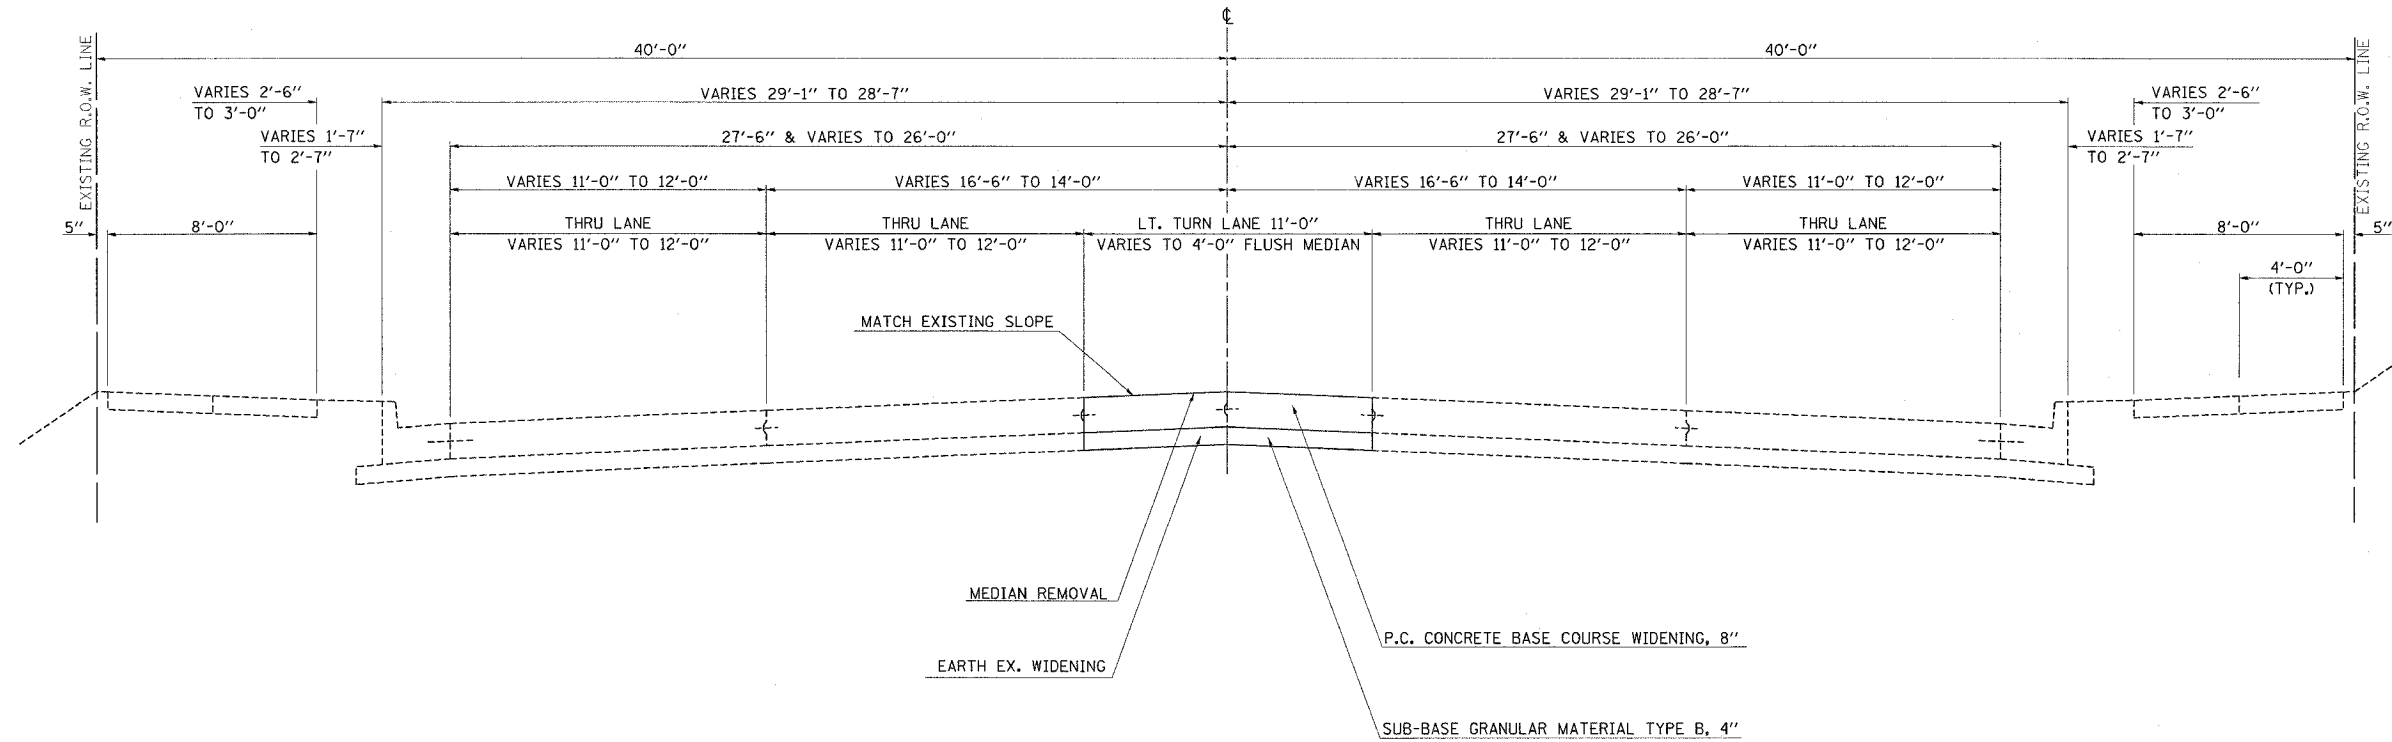 ℄
40'-0" 40'-0"
EXISTING R.O.W. LINE
EXISTING R.O.W. LINE
VARIES 2'-6"
TO 3'-0"
VARIES 29'-1" TO 28'-7" VARIES 29'-1" TO 28'-7"
VARIES 2'-6"
TO 3'-0"
VARIES 1'-7"
TO 2'-7"
27'-6" & VARIES TO 26'-0" 27'-6" & VARIES TO 26'-0"
VARIES 1'-7"
TO 2'-7"
VARIES 11'-0" TO 12'-0" VARIES 16'-6" TO 14'-0" VARIES 16'-6" TO 14'-0" VARIES 11'-0" TO 12'-0"
5" 8'-0"
THRU LANE THRU LANE LT. TURN LANE 11'-0" THRU LANE THRU LANE
VARIES 11'-0" TO 12'-0" VARIES 11'-0" TO 12'-0" VARIES TO 4'-0" FLUSH MEDIAN VARIES 11'-0" TO 12'-0" VARIES 11'-0" TO 12'-0"
8'-0" 5"
4'-0"
(TYP.)
MATCH EXISTING SLOPE
MEDIAN REMOVAL
P.C. CONCRETE BASE COURSE WIDENING, 8"
EARTH EX. WIDENING
SUB-BASE GRANULAR MATERIAL TYPE B, 4"